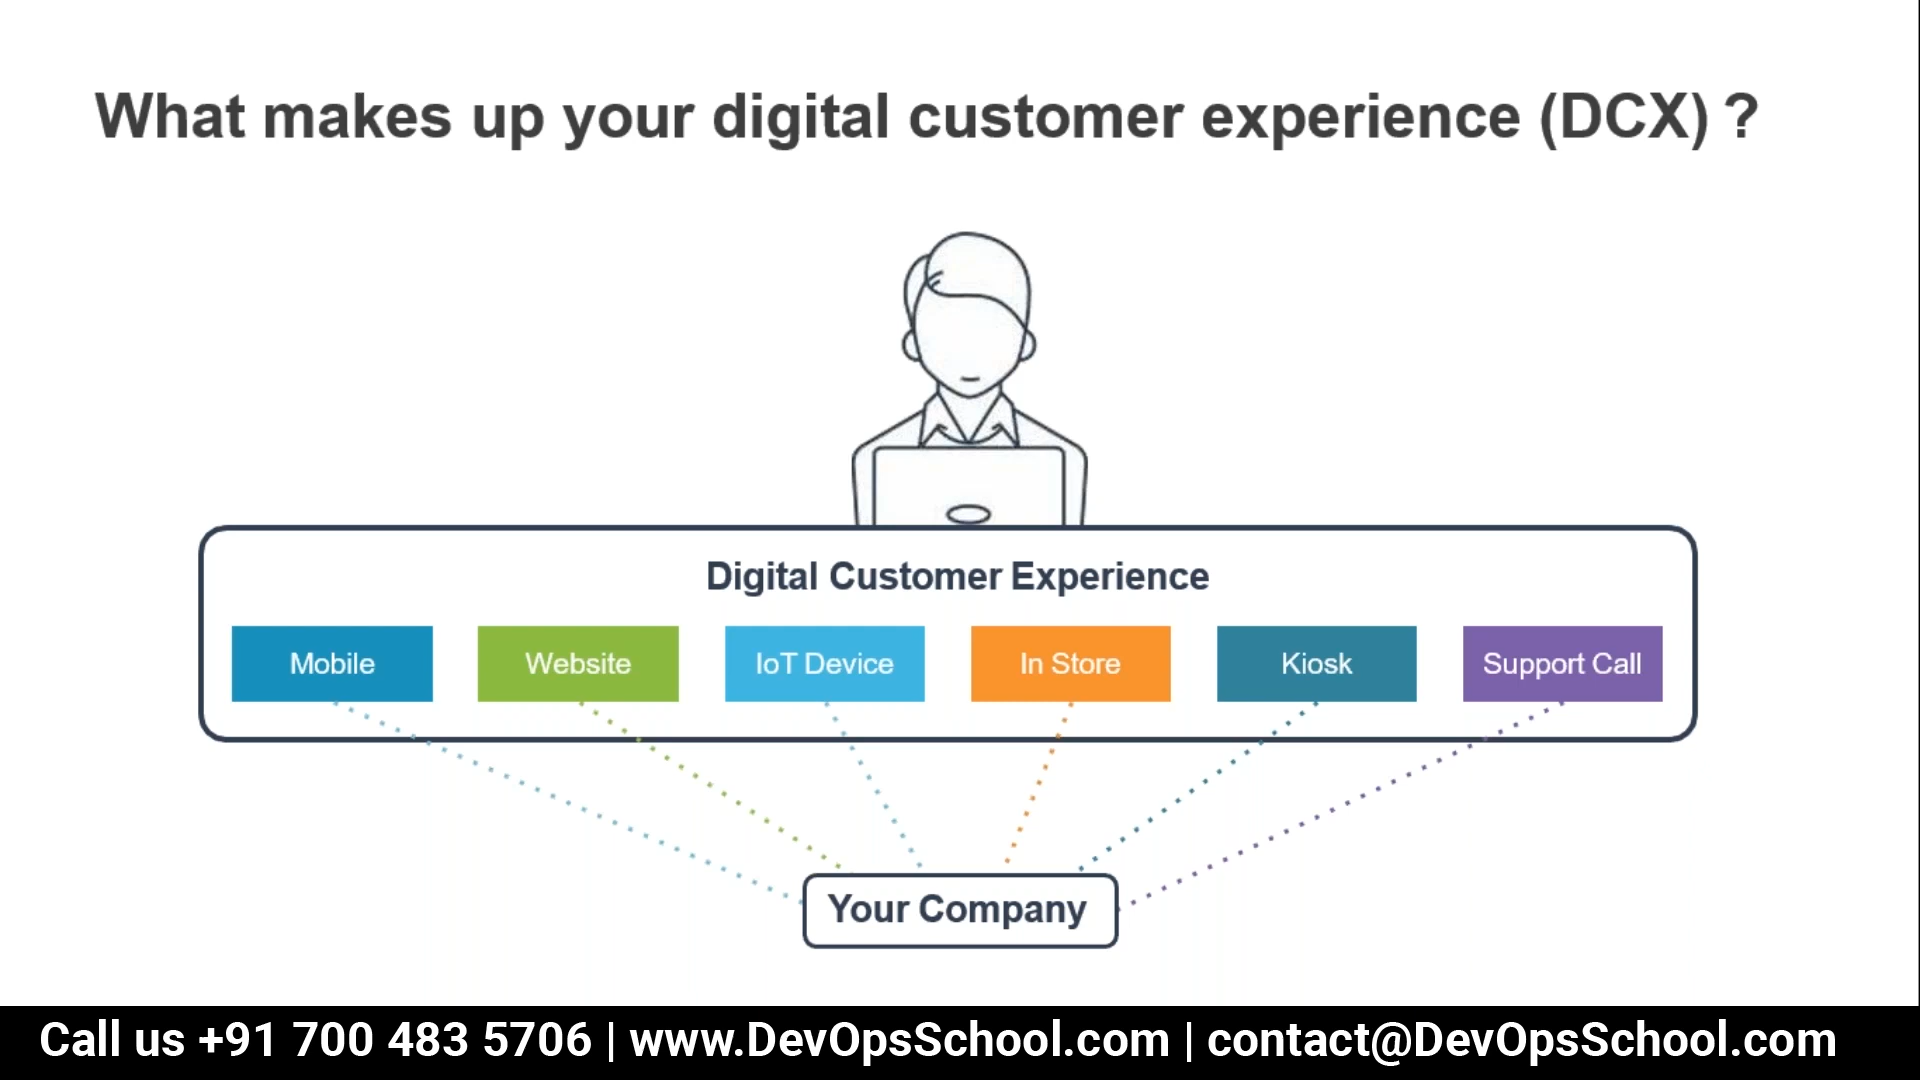 What makes up your digital customer experience (DCX) ?
Digital Customer Experience
Mobile
Website
IoT Device
In Store
Kiosk
Support Call
Your Company
Call us +91 700 483 5706 | www.DevOpsSchool.com | contact@DevOpsSchool.com